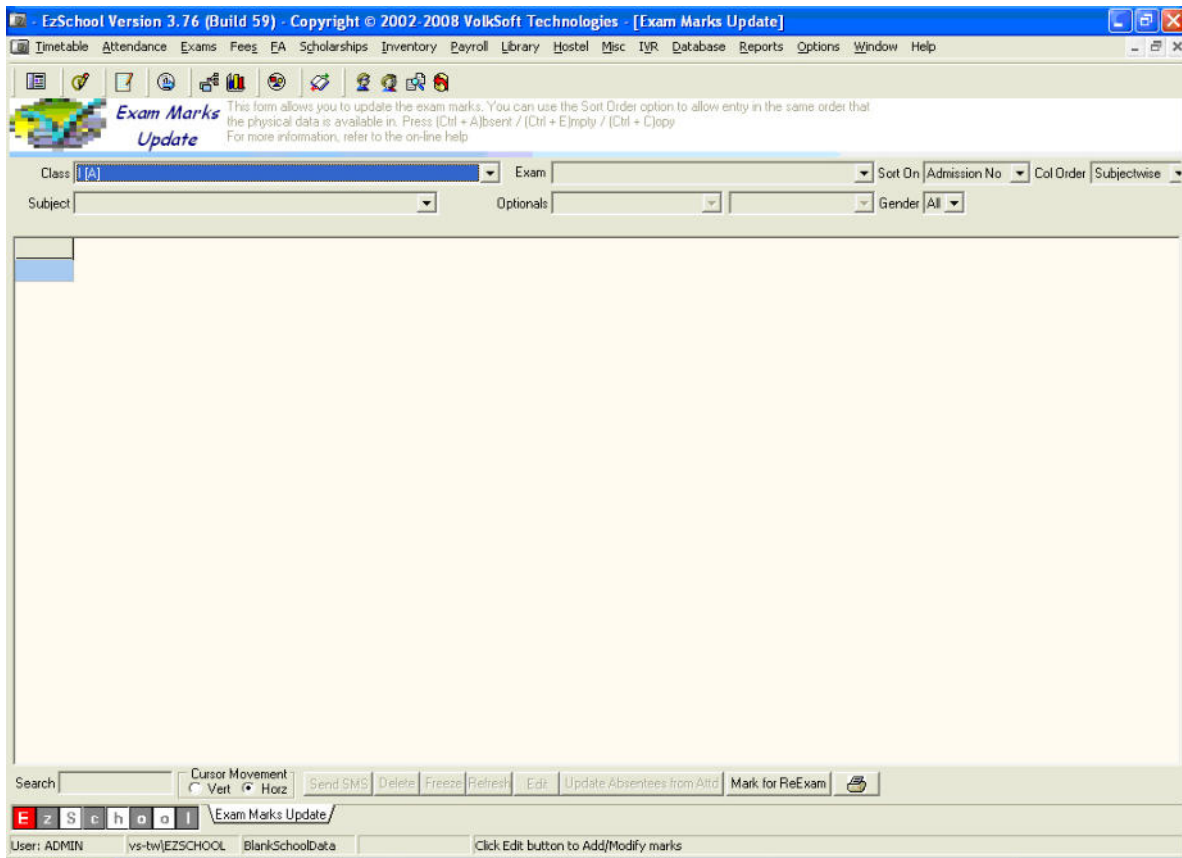 - EzSchool Version 3.76 (Build 59) - Copyright © 2002-2008 VolkSoft Technologies - [Exam Marks Update]
Timetable Attendance Exams Fees FA Scholarships Inventory Payroll Library Hostel Misc IVR Database Reports Options Window Help
Exam Marks Update
This form allows you to update the exam marks. You can use the Sort Order option to allow entry in the same order that
the physical data is available in. Press (Ctrl + A)bsent / (Ctrl + E)mpty / (Ctrl + C)opy
For more information, refer to the on-line help
Class I [A] Exam Sort On Admission No Col Order Subjectwise
Subject Optionals Gender All
Search Cursor Movement Vert Horz Send SMS Delete Freeze Refresh Edit Update Absentees from Attd Mark for ReExam
EzSchool Exam Marks Update
User: ADMIN vs-tw\EZSCHOOL BlankSchoolData Click Edit button to Add/Modify marks